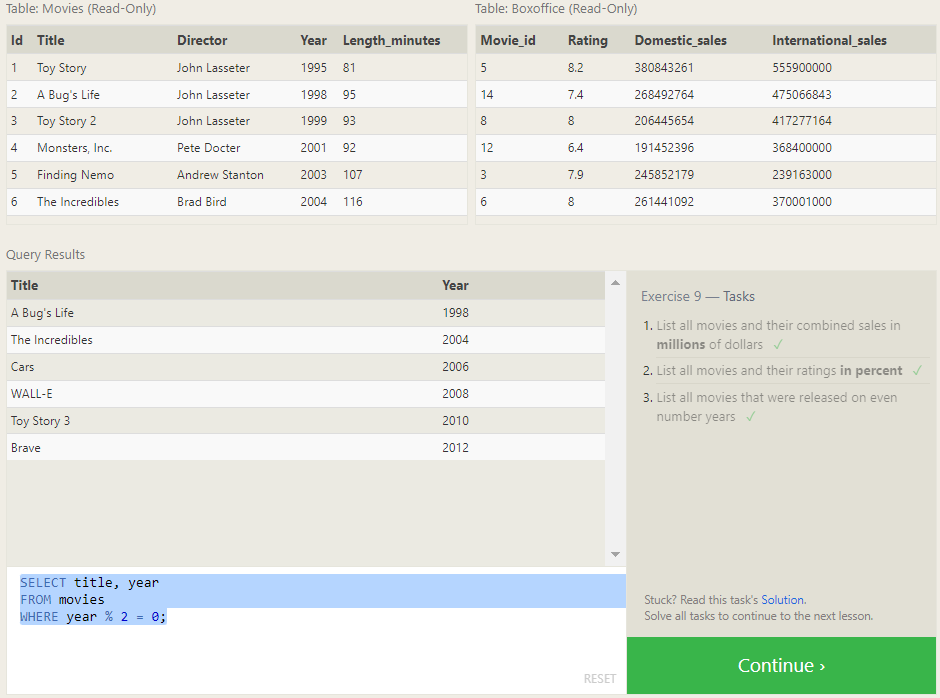 Table: Movies (Read-Only)
Id Title Director Year Length_minutes
1 Toy Story John Lasseter 1995 81
2 A Bug's Life John Lasseter 1998 95
3 Toy Story 2 John Lasseter 1999 93
4 Monsters, Inc. Pete Docter 2001 92
5 Finding Nemo Andrew Stanton 2003 107
6 The Incredibles Brad Bird 2004 116
Table: Boxoffice (Read-Only)
Movie_id Rating Domestic_sales International_sales
5 8.2 380843261 555900000
14 7.4 268492764 475066843
8 8 206445654 417277164
12 6.4 191452396 368400000
3 7.9 245852179 239163000
6 8 261441092 370001000
Query Results
Title Year
A Bug's Life 1998
The Incredibles 2004
Cars 2006
WALL-E 2008
Toy Story 3 2010
Brave 2012
SELECT title, year
FROM movies
WHERE year % 2 = 0;
RESET
Exercise 9 — Tasks
1. List all movies and their combined sales in
millions of dollars ✓
2. List all movies and their ratings in percent ✓
3. List all movies that were released on even
number years ✓
Stuck? Read this task's Solution.
Solve all tasks to continue to the next lesson.
Continue ›